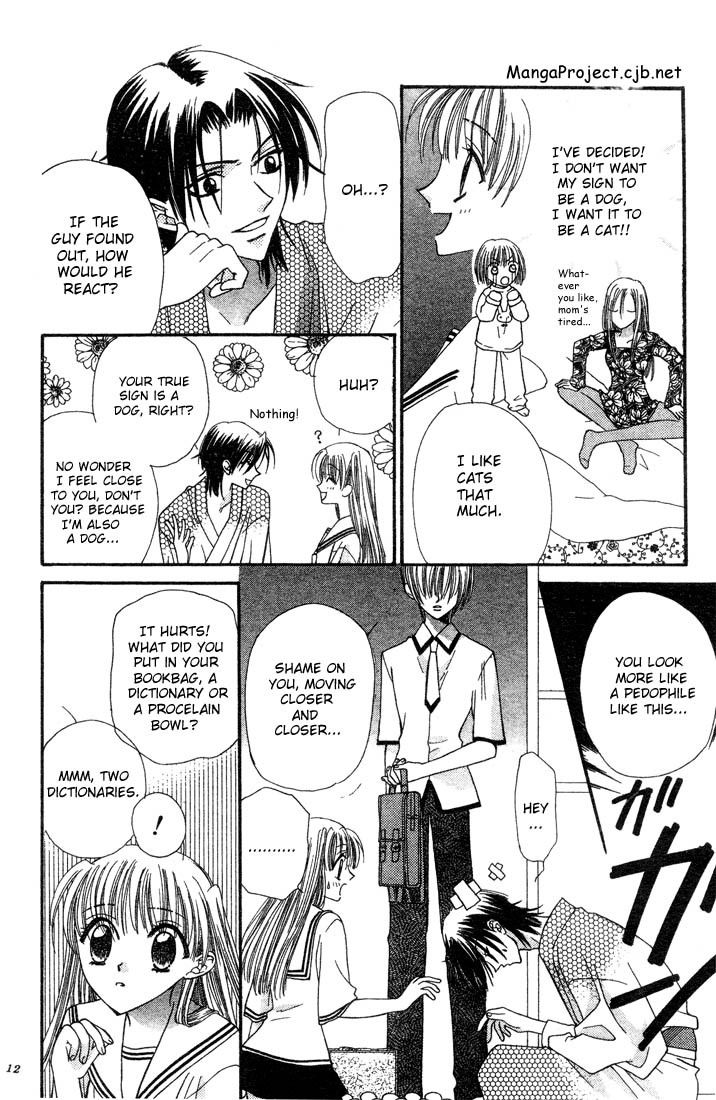 MangaProject.cjb.net
I'VE DECIDED!
I DON'T WANT
MY SIGN TO
BE A DOG,
I WANT IT TO
BE A CAT!!
What-
ever
you like,
mom's
tired...
I LIKE
CATS
THAT
MUCH.
OH...?
IF THE
GUY FOUND
OUT, HOW
WOULD HE
REACT?
HUH?
?
Nothing!
YOUR TRUE
SIGN IS A
DOG, RIGHT?
NO WONDER
I FEEL CLOSE
TO YOU, DON'T
YOU? BECAUSE
I'M ALSO
A DOG...
YOU LOOK
MORE LIKE
A PEDOPHILE
LIKE THIS...
ガガッ
HEY
...
SHAME ON
YOU, MOVING
CLOSER
AND
CLOSER...
..........
IT HURTS!
WHAT DID YOU
PUT IN YOUR
BOOKBAG, A
DICTIONARY OR
A PROCELAIN
BOWL?
MMM, TWO
DICTIONARIES.
!
12